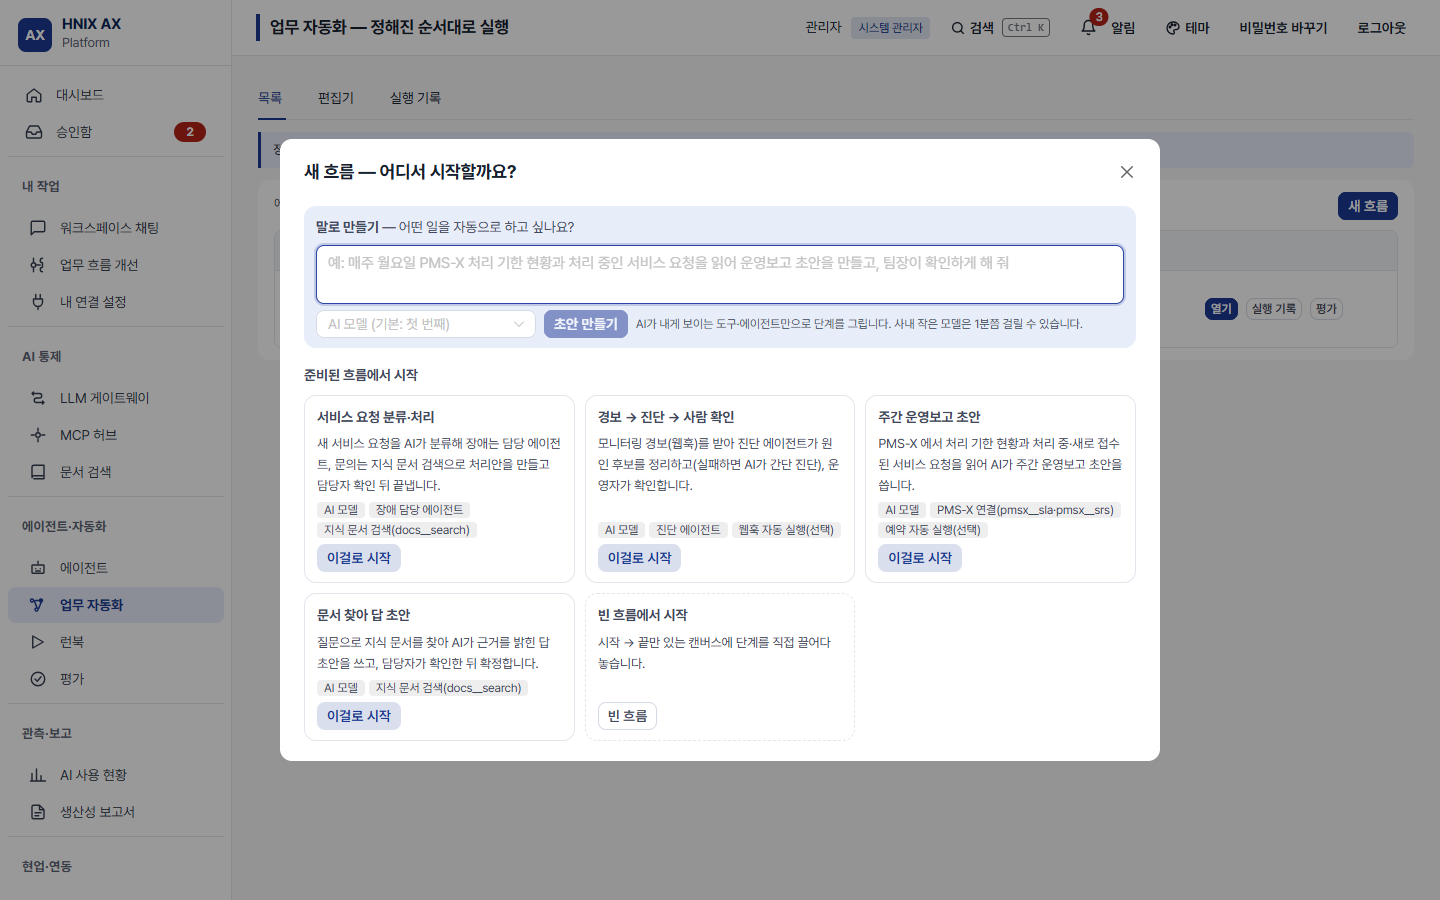 AX
HNIX AX
Platform
업무 자동화 — 정해진 순서대로 실행
관리자
시스템 관리자
검색
Ctrl K
3
알림
테마
비밀번호 바꾸기
로그아웃
대시보드
승인함
2
내 작업
워크스페이스 채팅
업무 흐름 개선
내 연결 설정
AI 통제
LLM 게이트웨이
MCP 허브
문서 검색
에이전트·자동화
에이전트
업무 자동화
런북
평가
관측·보고
AI 사용 현황
생산성 보고서
현업·연동
목록
편집기
실행 기록
새 흐름
열기
실행 기록
평가
새 흐름 — 어디서 시작할까요?
말로 만들기 — 어떤 일을 자동으로 하고 싶나요?
예: 매주 월요일 PMS-X 처리 기한 현황과 처리 중인 서비스 요청을 읽어 운영보고 초안을 만들고, 팀장이 확인하게 해 줘
AI 모델 (기본: 첫 번째)
초안 만들기
AI가 내게 보이는 도구·에이전트만으로 단계를 그립니다. 사내 작은 모델은 1분쯤 걸릴 수 있습니다.
준비된 흐름에서 시작
서비스 요청 분류·처리
새 서비스 요청을 AI가 분류해 장애는 담당 에이전
트, 문의는 지식 문서 검색으로 처리안을 만들고
담당자 확인 뒤 끝냅니다.
AI 모델
장애 담당 에이전트
지식 문서 검색(docs__search)
이걸로 시작
경보 → 진단 → 사람 확인
모니터링 경보(웹훅)를 받아 진단 에이전트가 원
인 후보를 정리하고(실패하면 AI가 간단 진단), 운
영자가 확인합니다.
AI 모델
진단 에이전트
웹훅 자동 실행(선택)
이걸로 시작
주간 운영보고 초안
PMS-X 에서 처리 기한 현황과 처리 중·새로 접수
된 서비스 요청을 읽어 AI가 주간 운영보고 초안을
씁니다.
AI 모델
PMS-X 연결(pmsx__sla·pmsx__srs)
예약 자동 실행(선택)
이걸로 시작
문서 찾아 답 초안
질문으로 지식 문서를 찾아 AI가 근거를 밝힌 답
초안을 쓰고, 담당자가 확인한 뒤 확정합니다.
AI 모델
지식 문서 검색(docs__search)
이걸로 시작
빈 흐름에서 시작
시작 → 끝만 있는 캔버스에 단계를 직접 끌어다
놓습니다.
빈 흐름